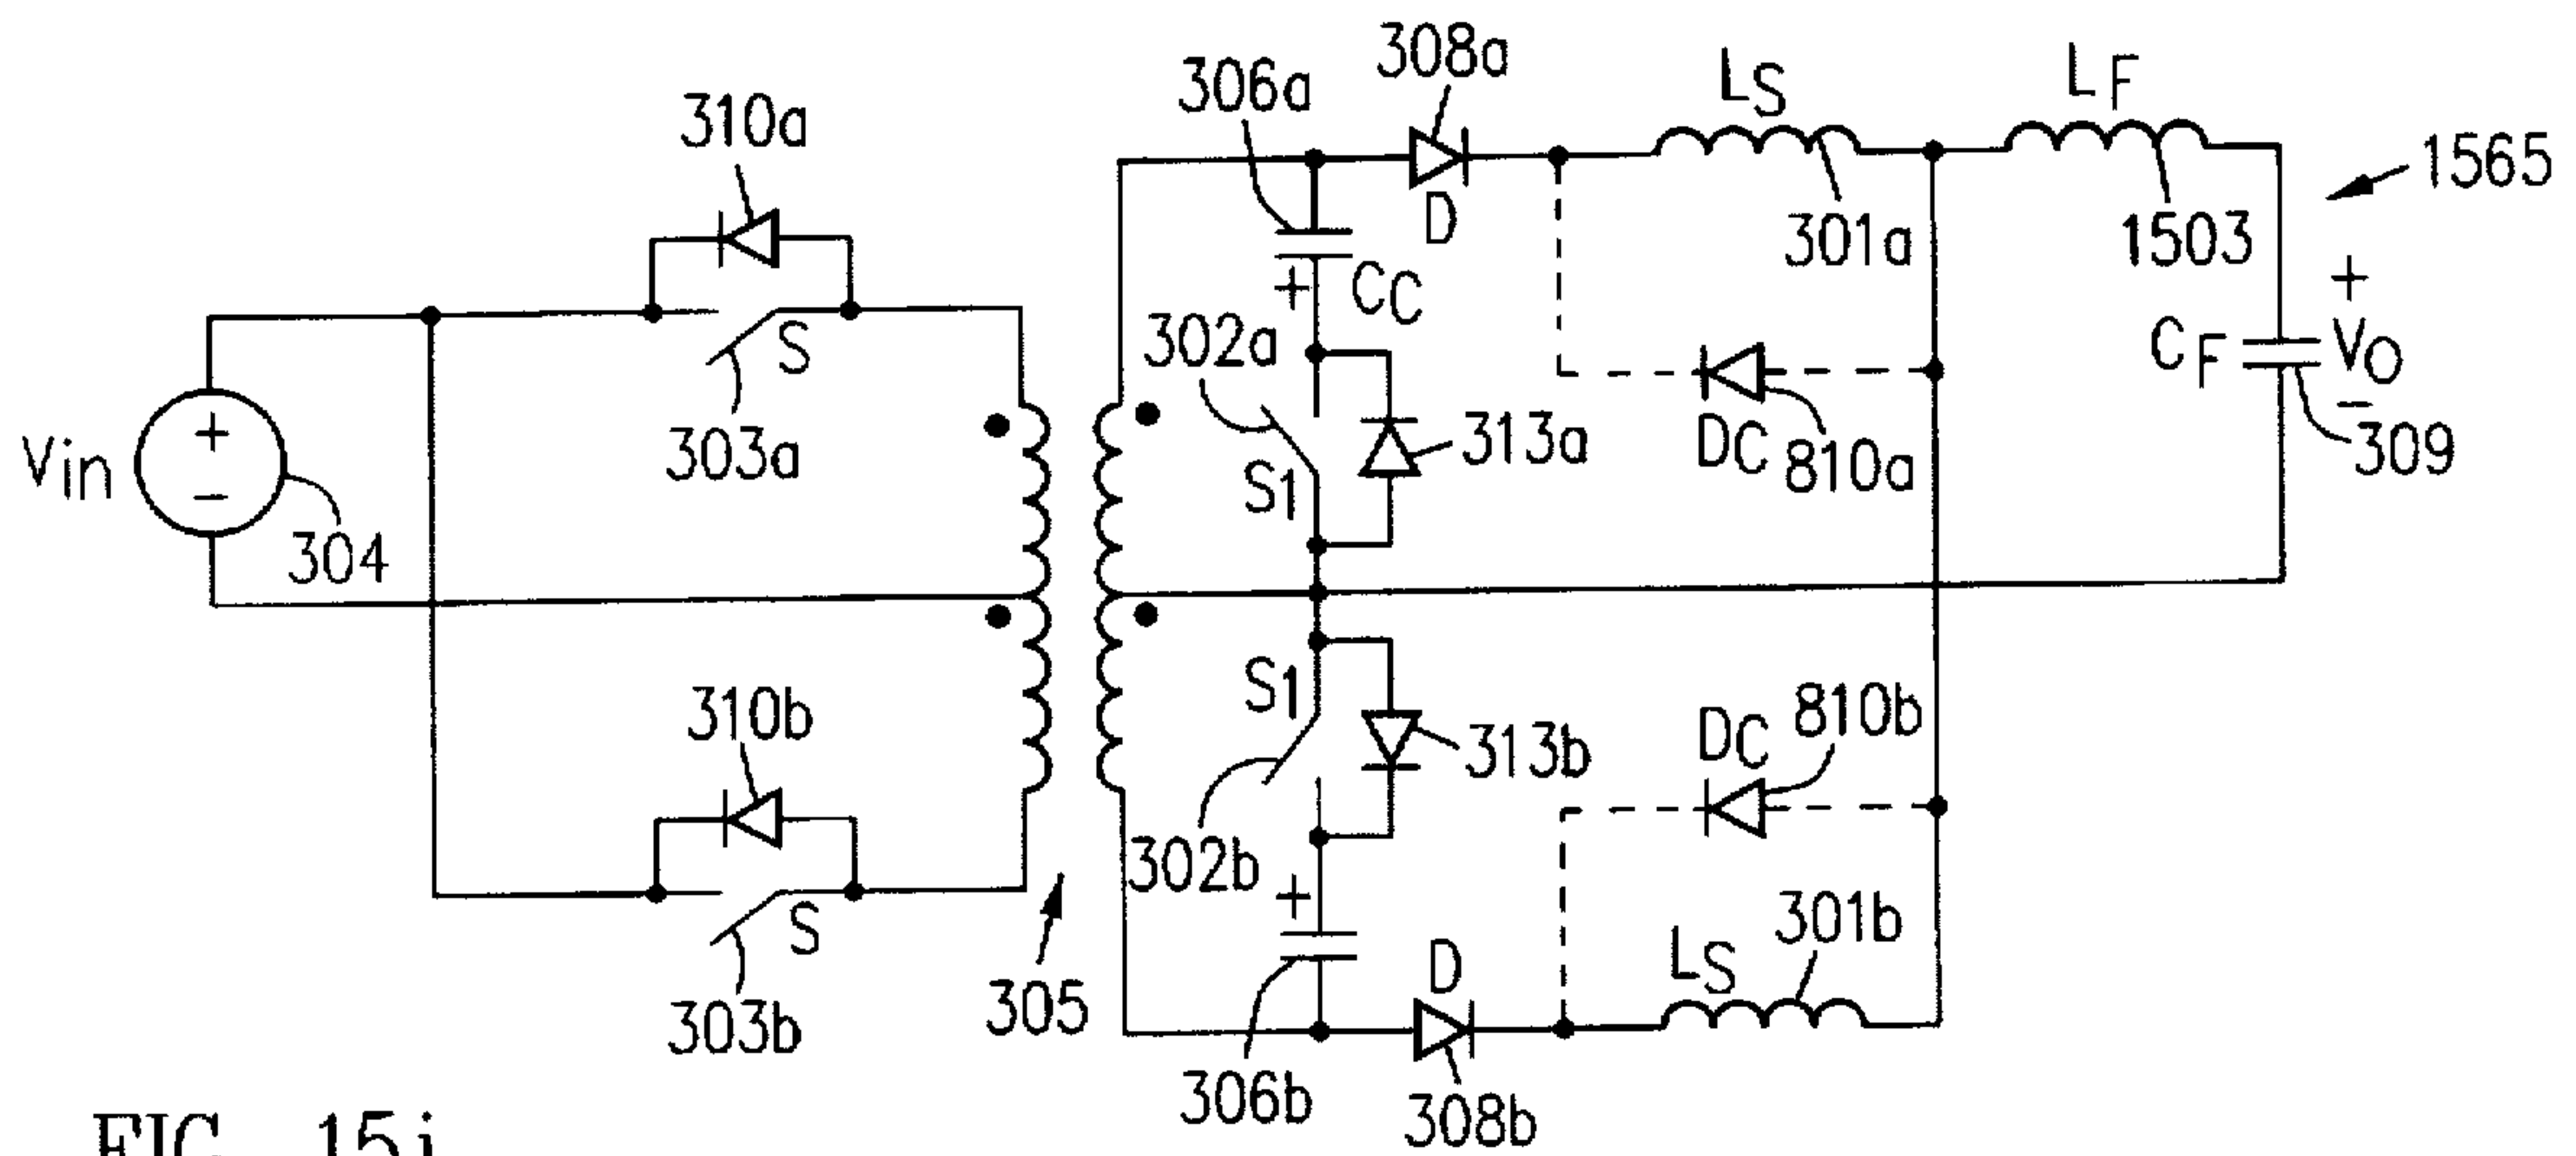 308a
306a
LS
LF
310a
1565
D
301a
1503
+
CC
+
302a
S
VO
CF
+
Vin
−
303a
S1
313a
DC
810a
−
309
304
S1
310b
313b
DC
810b
302b
+
301b
S
LS
D
303b
305
306b
308b
FIG. 15i